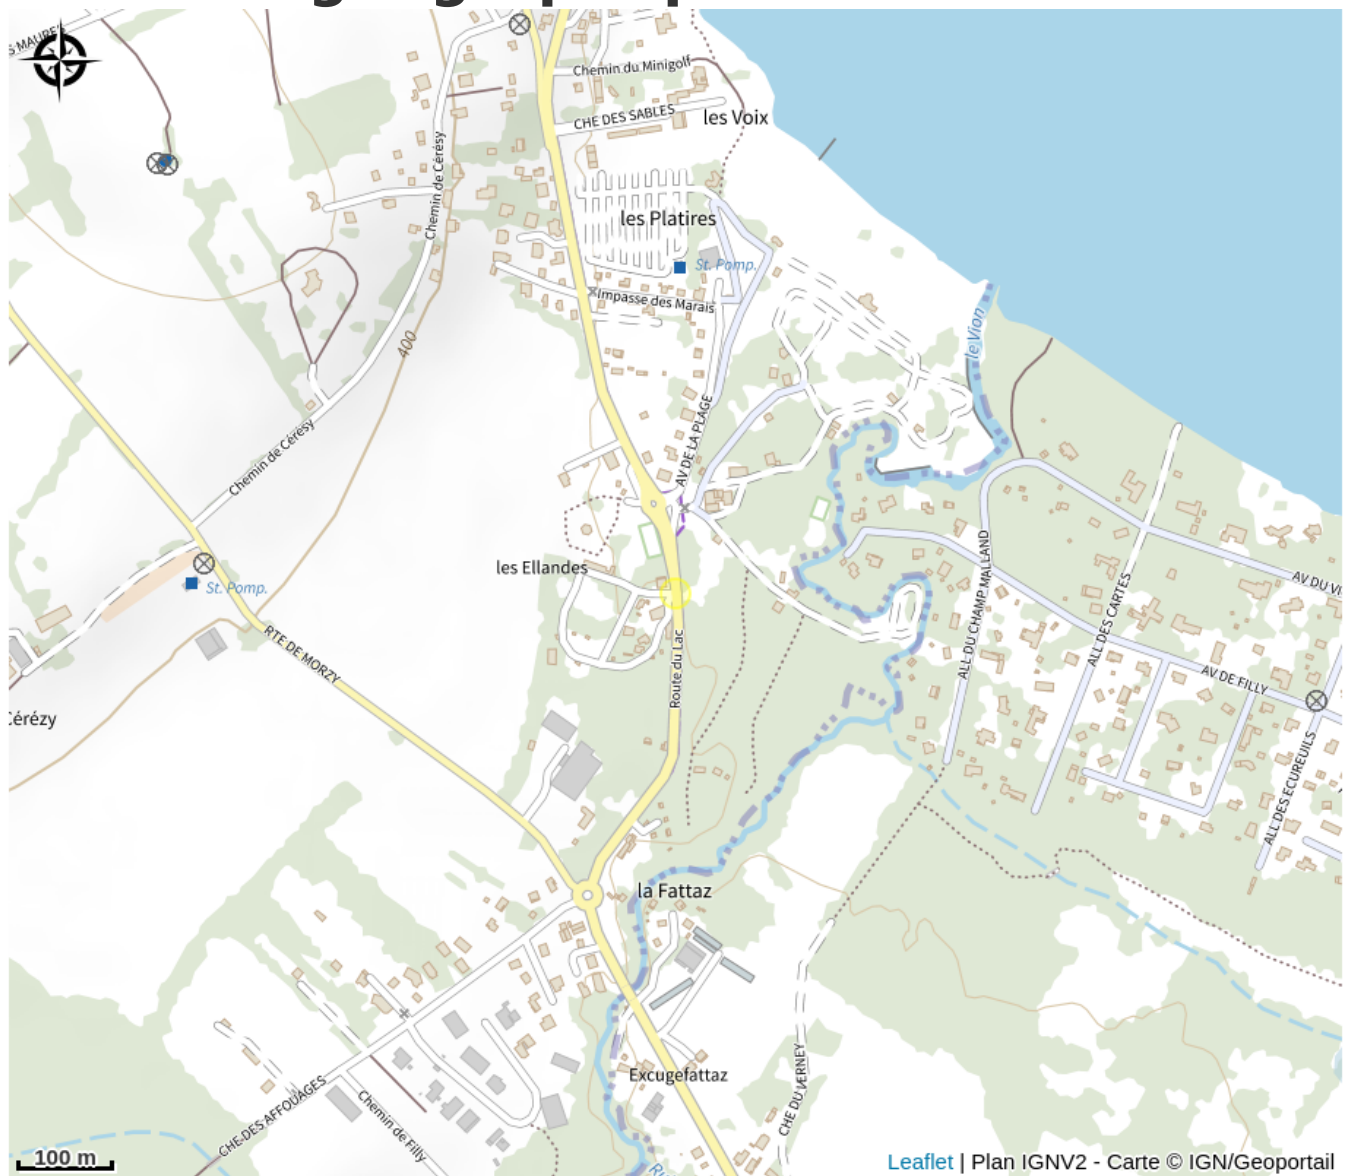 S MAURES
Chemin du Minigolf
CHE DES SABLES
les Voix
Chemin de Cérésy
les Platires
St. Pomp.
Impasse des Marais
le Vion
400
AV DE LA PLAGE
Chemin de Cérésy
les Ellandes
St. Pomp.
RTE DE MORZY
Route du Lac
ALL DU CHAMP MALLAND
ALL DES CARTES
AV DU VI
AV DE FILLY
Cérézy
ALL DES ECUREUILS
la Fattaz
Excugefattaz
CHE DES AFFOUAGES
Chemin de Filly
CHE DU VERNEY
100 m
Leaflet | Plan IGNV2 - Carte © IGN/Geoportail